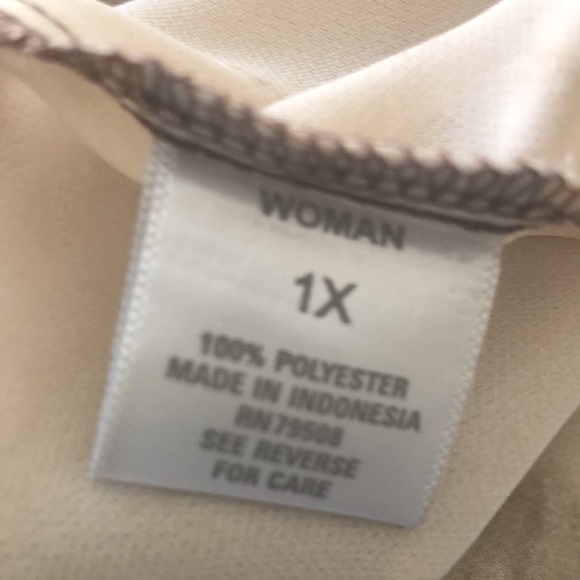 WOMAN
1X
100% POLYESTER
MADE IN INDONESIA
RN79508
SEE REVERSE
FOR CARE